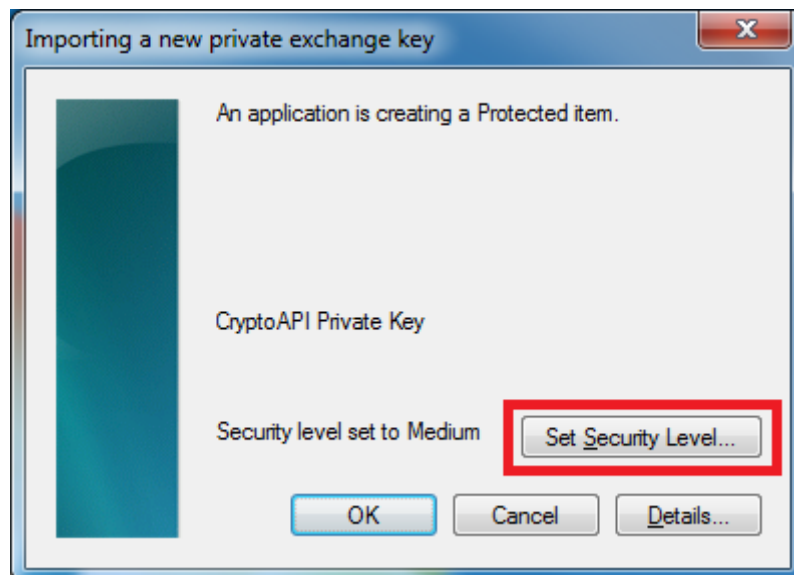 Importing a new private exchange key
An application is creating a Protected item.
CryptoAPI Private Key
Security level set to Medium
Set Security Level...
OK
Cancel
Details...